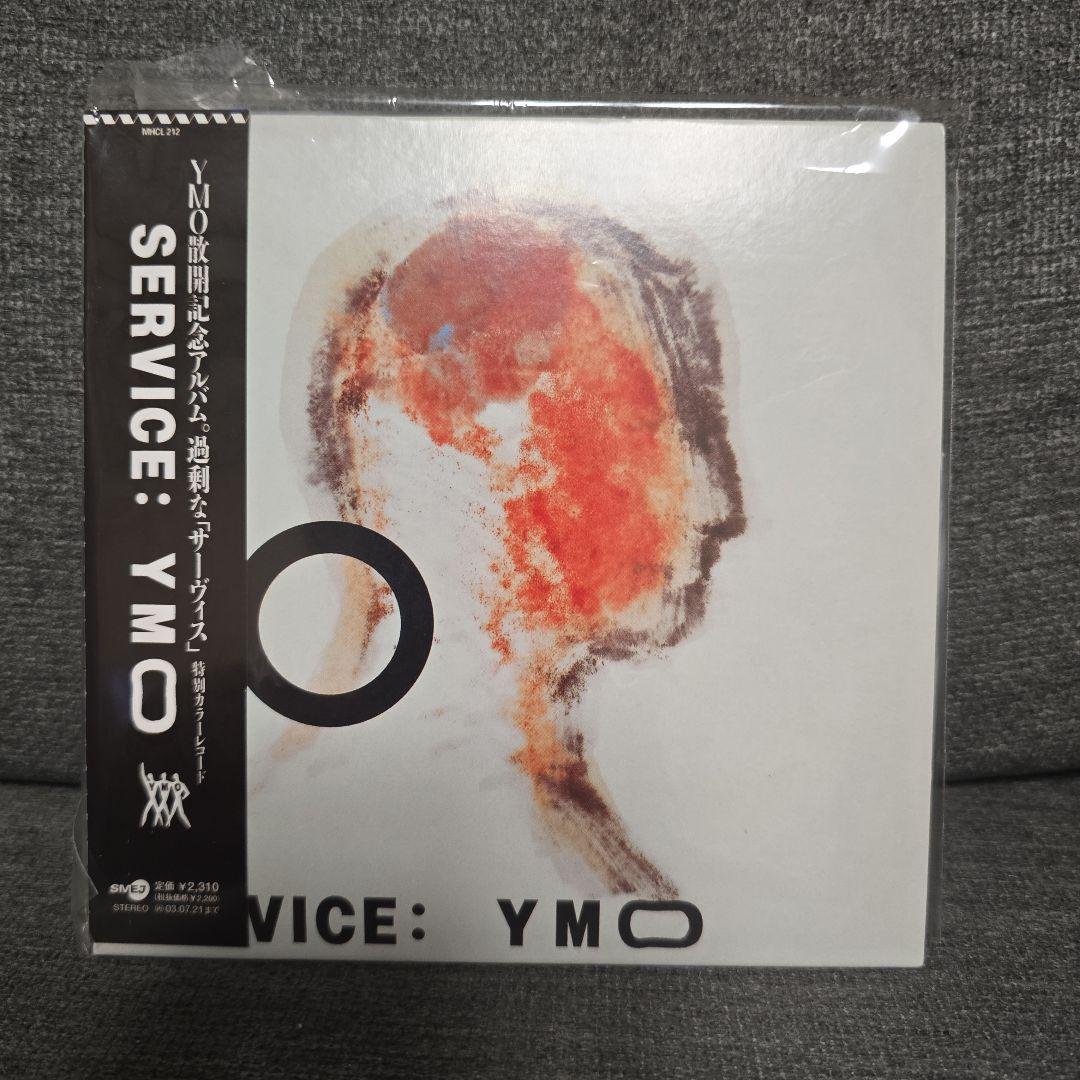 MHCL 212
YMO散開記念アルバム。過剰な「サーヴィス」特別カラーレコード
SERVICE: YMO
YMO
SMEJ
定価 ¥2,310
(税抜価格¥2,200)
STEREO 03.07.21まで
VICE: YMO